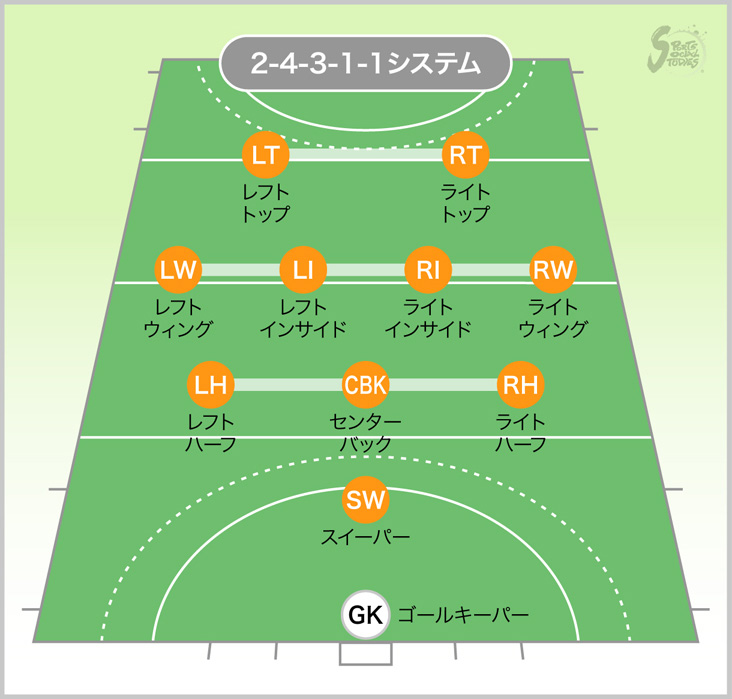 2-4-3-1-1システム
SPORTS
SOCIAL
STUDIES
LT
RT
レフト
トップ
ライト
トップ
LW
LI
RI
RW
レフト
ウィング
レフト
インサイド
ライト
インサイド
ライト
ウィング
LH
CBK
RH
レフト
ハーフ
センター
バック
ライト
ハーフ
SW
スイーパー
GK ゴールキーパー